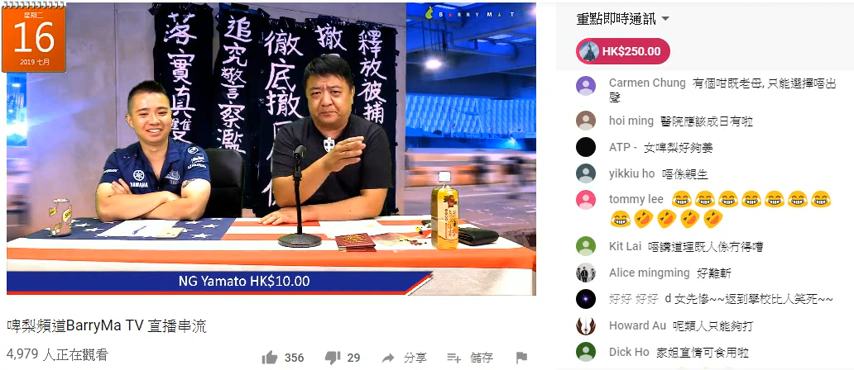 星期二
16
2019 七月
BARRYMA TV
落實真雙
追究警察濫
徹底撤回
撤
釋放被捕
YAMAHA
NG Yamato HK$10.00
啤梨頻道BarryMa TV 直播串流
4,979 人正在觀看
356
29
分享
儲存
重點即時通訊
HK$250.00
Carmen Chung 有個咁既老母, 只能選擇唔出
聲
hoi ming 醫院應該成日有啦
ATP - 女啤梨好夠姜
yikkiu ho 唔係親生
tommy lee 😂😂😂😂😂😂😂
😂🤣🤣🤣🤣
Kit Lai 唔講道理既人係冇得嘈
Alice mingming 好難斬
好好 好好 d 女先慘~~返到學校比人笑死~~
Howard Au 呢類人只能夠打
Dick Ho 家姐直情可食用啦